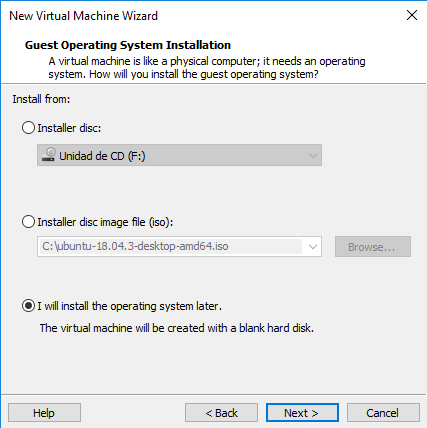 New Virtual Machine Wizard
Guest Operating System Installation
A virtual machine is like a physical computer; it needs an operating
system. How will you install the guest operating system?
Install from:
Installer disc:
Unidad de CD (F:)
Installer disc image file (iso):
C:\ubuntu-18.04.3-desktop-amd64.iso
Browse...
I will install the operating system later.
The virtual machine will be created with a blank hard disk.
Help
< Back
Next >
Cancel